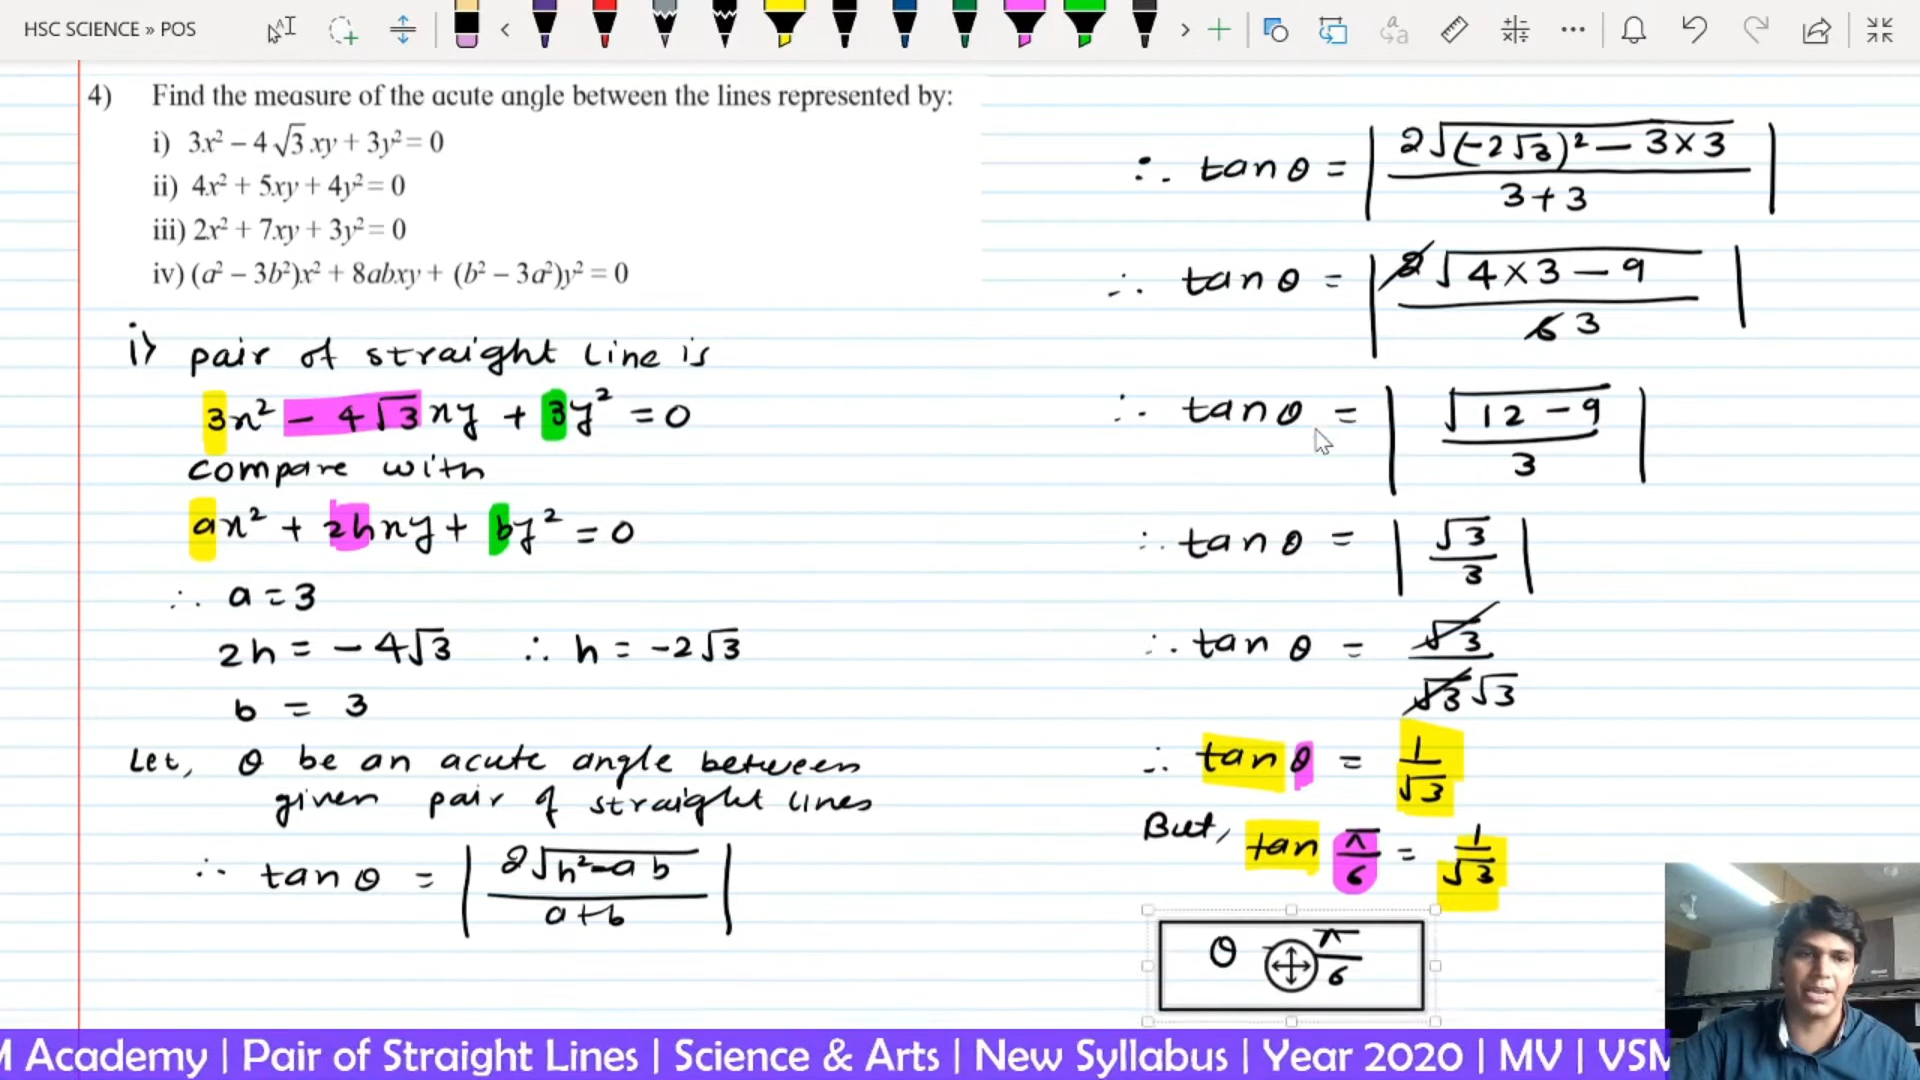 HSC SCIENCE » POS
4) Find the measure of the acute angle between the lines represented by:
i) 3x² – 4√3 xy + 3y² = 0
ii) 4x² + 5xy + 4y² = 0
iii) 2x² + 7xy + 3y² = 0
iv) (a² – 3b²)x² + 8abxy + (b² – 3a²)y² = 0
i> pair of straight line is
3x² – 4√3 xy + 3y² = 0
compare with
ax² + 2hxy + by² = 0
∴ a = 3
2h = – 4√3 ∴ h = -2√3
b = 3
Let, θ be an acute angle between
given pair of straight lines
∴ tan θ = | 2√(h²-ab) / (a+b) |
∴ tan θ = | 2√((-2√3)² – 3×3) / (3+3) |
∴ tan θ = | 2√(4×3 – 9) / 6 3 |
∴ tan θ = | √(12 – 9) / 3 |
∴ tan θ = | √3 / 3 |
∴ tan θ = √3 / √3 √3
∴ tan θ = 1/√3
But, tan π/6 = 1/√3
θ π/6
M Academy | Pair of Straight Lines | Science & Arts | New Syllabus | Year 2020 | MV | VSM